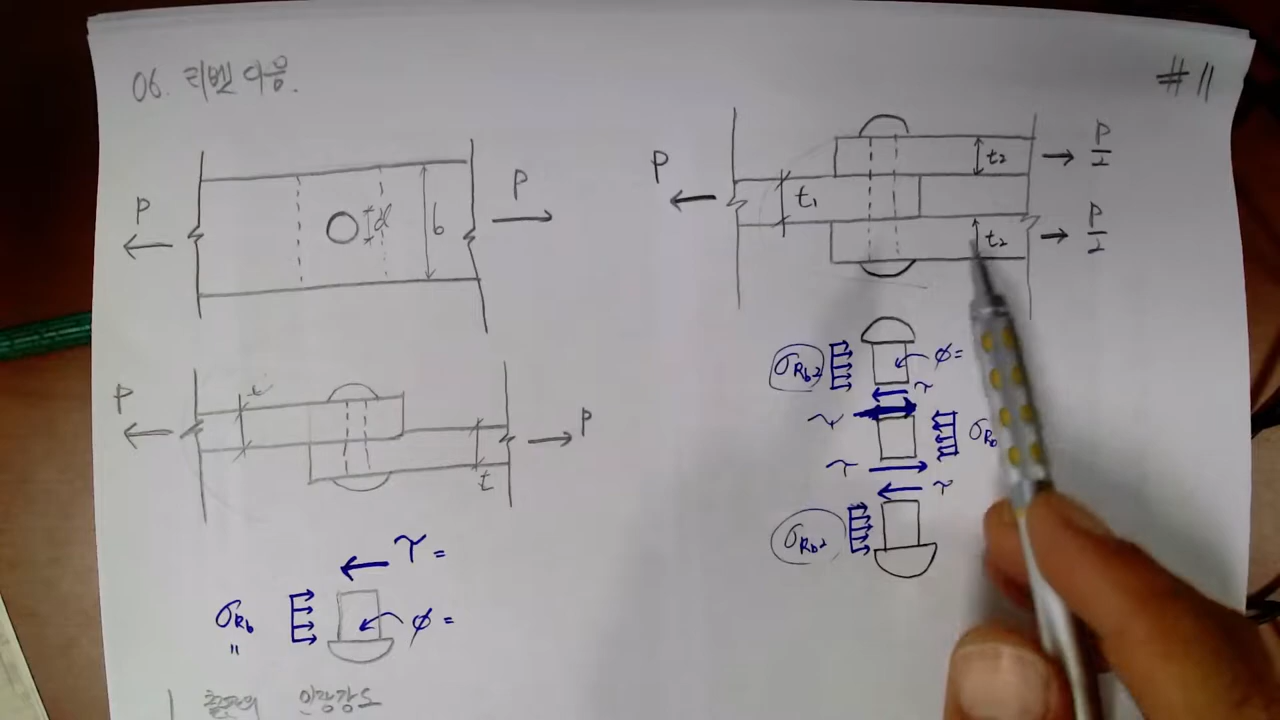 06. 리벳 이음.
#11
P
P
d
b
P
t₁
t₂
P/2
t₂
P/2
P
t
t
P
σRb2
φ=
τ
τ
σRb
τ
τ
σRb2
τ =
σRb
"
φ =
인장강도